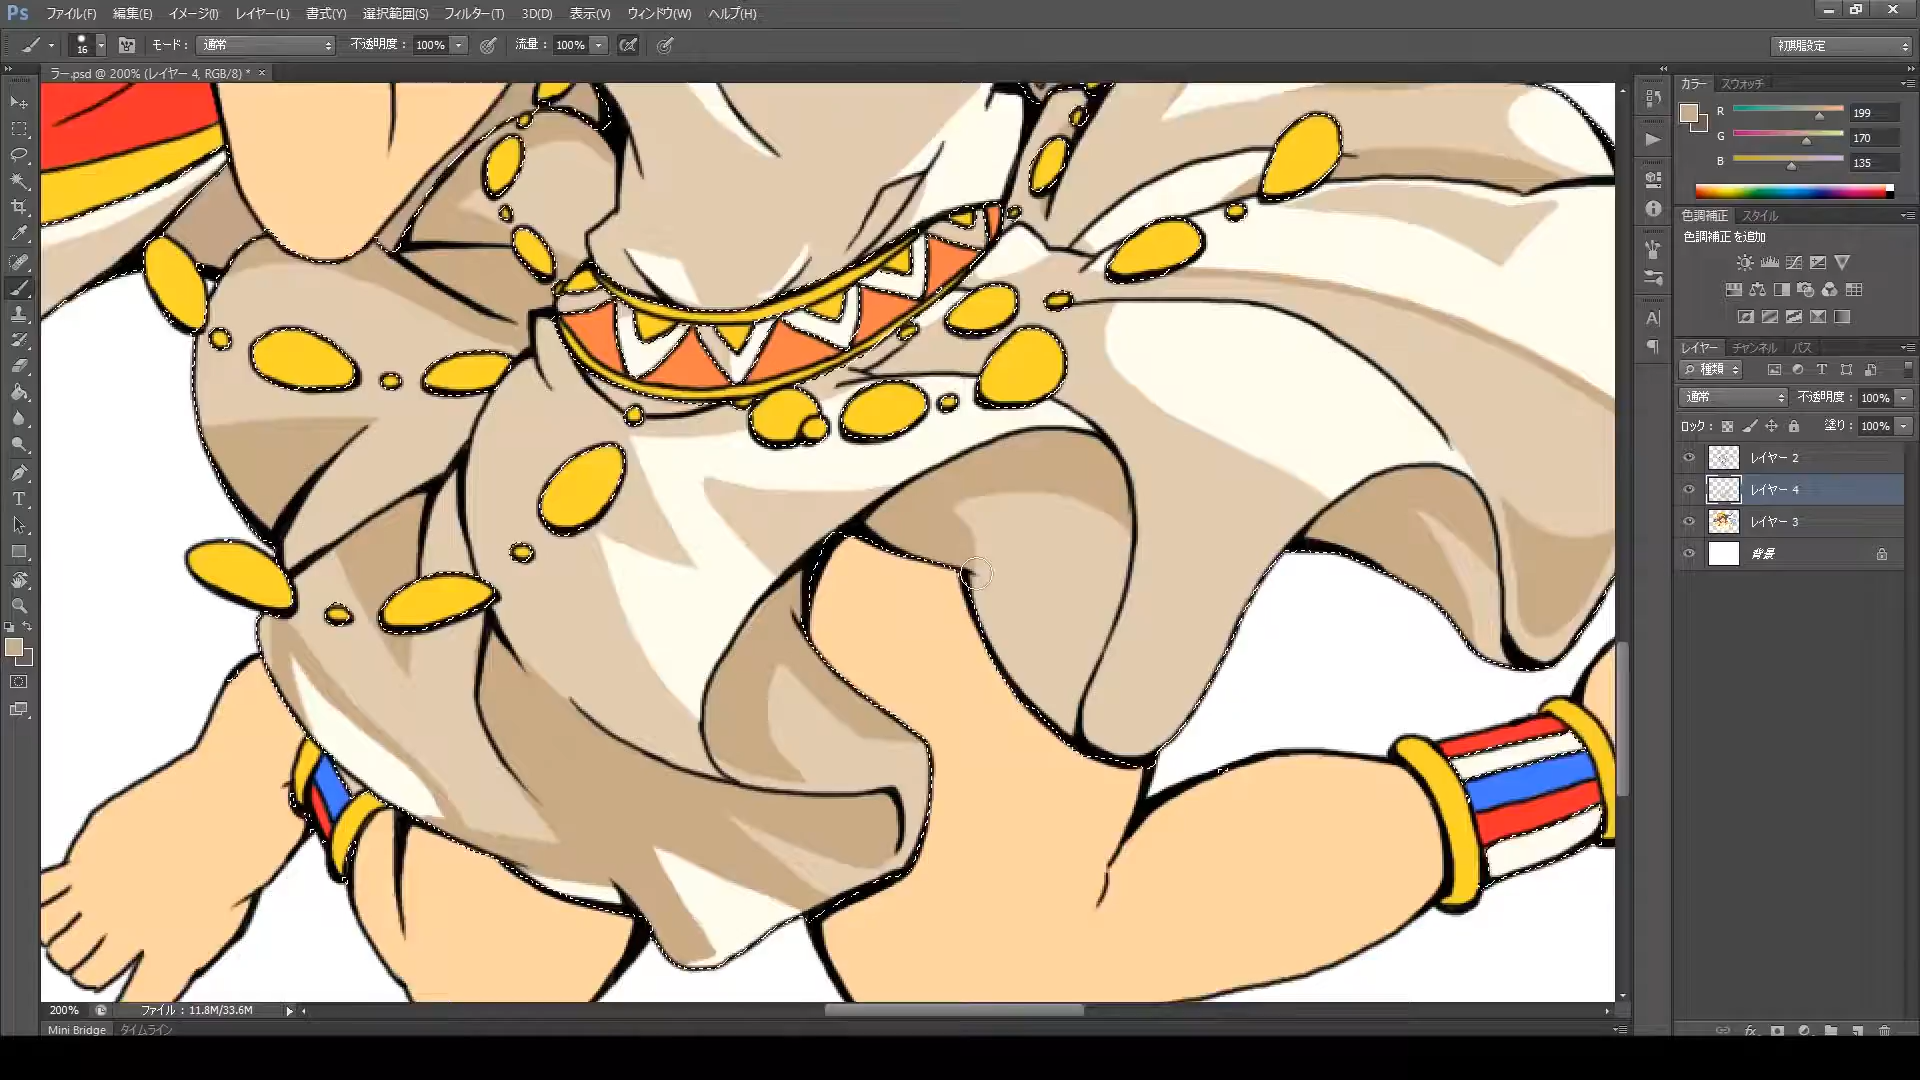 Ps ファイル(F) 編集(E) イメージ(I) レイヤー(L) 書式(Y) 選択範囲(S) フィルター(T) 3D(D) 表示(V) ウィンドウ(W) ヘルプ(H)
16 モード： 通常 不透明度： 100% 流量： 100% 初期設定
ラー.psd @ 200% (レイヤー 4, RGB/8) * ×
カラー スウォッチ
R 199
G 170
B 135
色調補正 スタイル
色調補正を追加
レイヤー チャンネル パス
種類
通常 不透明度： 100%
ロック： 塗り： 100%
レイヤー 2
レイヤー 4
レイヤー 3
背景
200% ファイル：11.8M/33.6M
Mini Bridge タイムライン